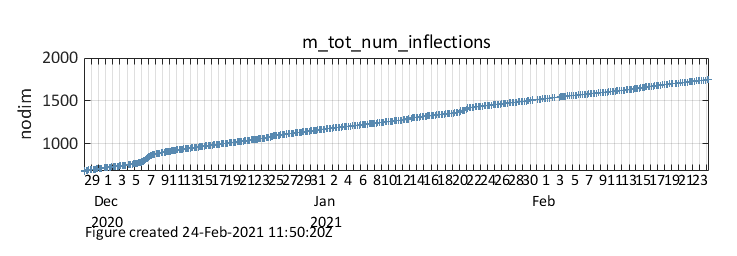 m_tot_num_inflections
nodim
2000
1500
1000
29 1 3 5 7 9 11 13 15 17 19 21 23 25 27 29 31 2 4 6 8 10 12 14 16 18 20 22 24 26 28 30 1 3 5 7 9 11 13 15 17 19 21 23
Dec Jan Feb
2020 2021
Figure created 24-Feb-2021 11:50:20Z